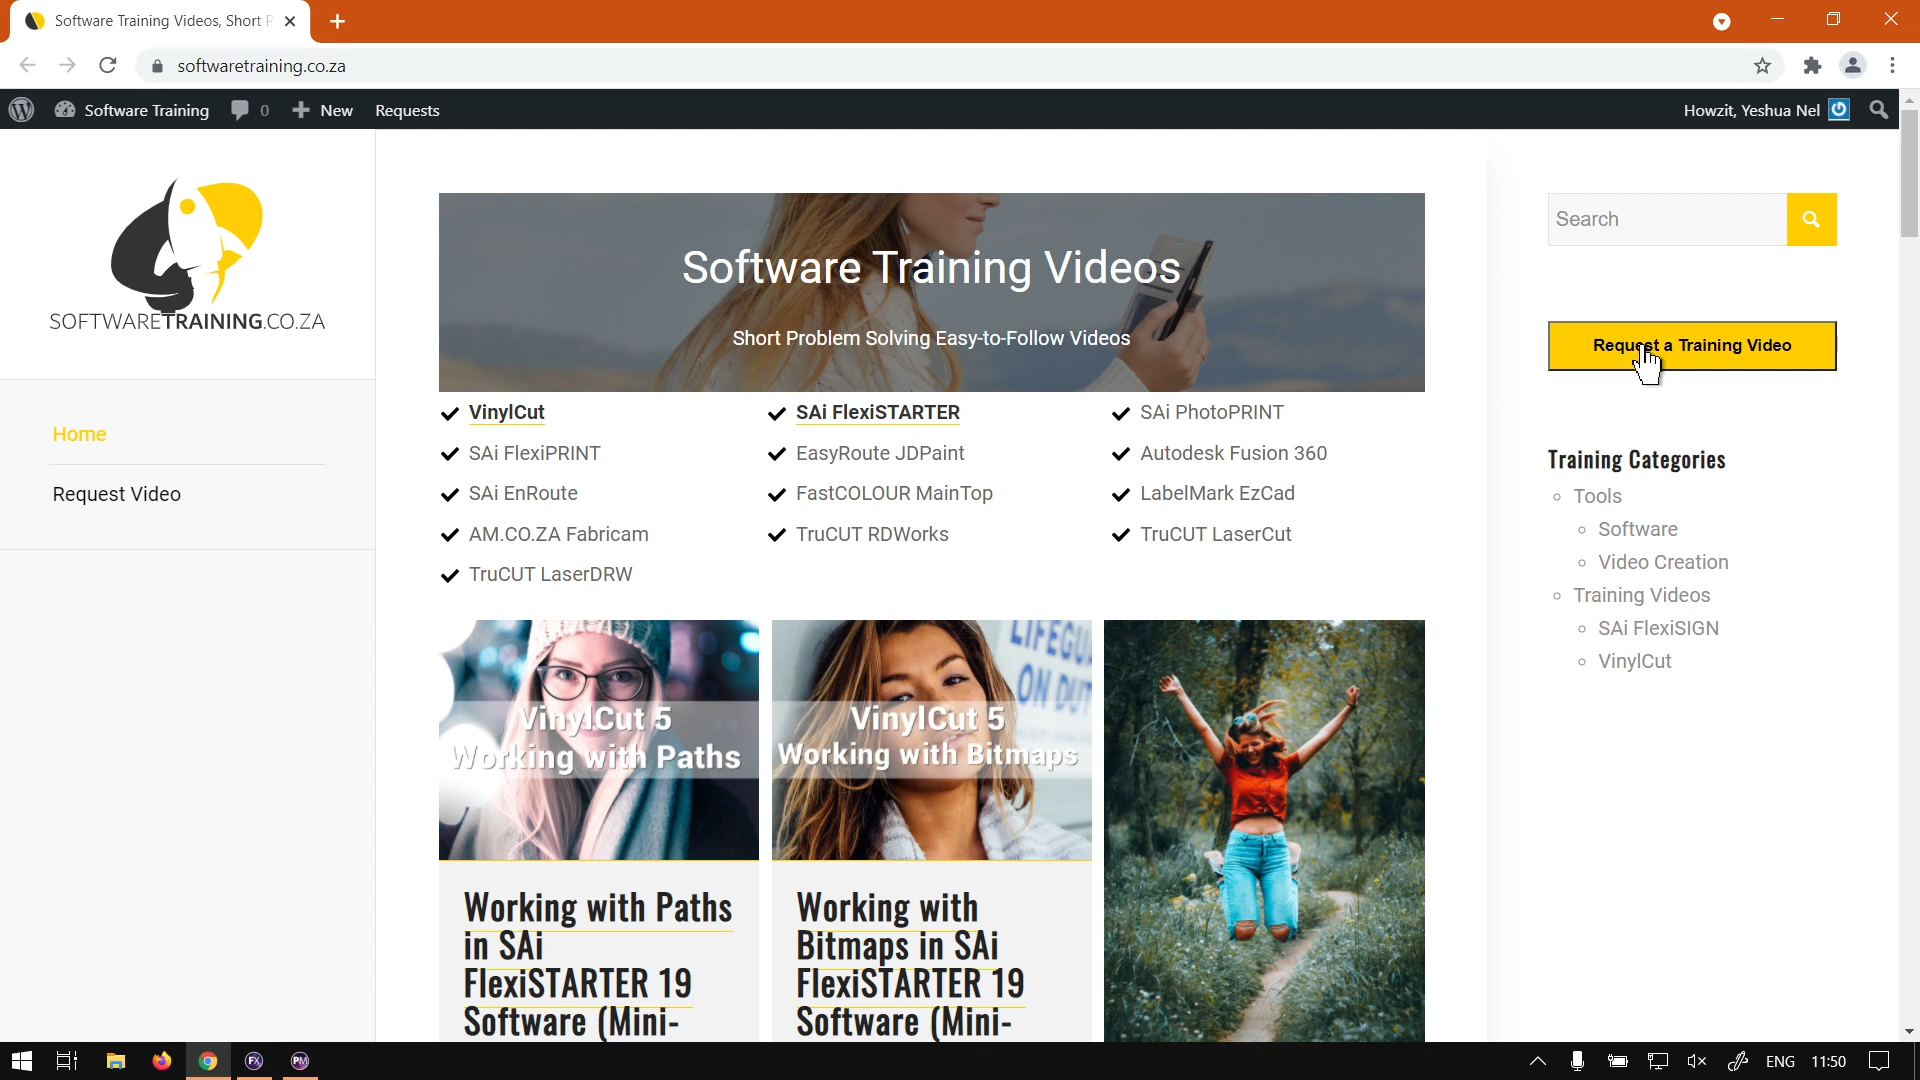 Software Training Videos, Short P
softwaretraining.co.za
Software Training 0 New Requests
Howzit, Yeshua Nel
SOFTWARETRAINING.CO.ZA
Home
Request Video
Software Training Videos
Short Problem Solving Easy-to-Follow Videos
VinylCut
SAi FlexiSTARTER
SAi PhotoPRINT
SAi FlexiPRINT
EasyRoute JDPaint
Autodesk Fusion 360
SAi EnRoute
FastCOLOUR MainTop
LabelMark EzCad
AM.CO.ZA Fabricam
TruCUT RDWorks
TruCUT LaserCut
TruCUT LaserDRW
VinylCut 5
Working with Paths
LIFEGU
ON DUT
VinylCut 5
Working with Bitmaps
Working with Paths
in SAi
FlexiSTARTER 19
Software (Mini-
Working with
Bitmaps in SAi
FlexiSTARTER 19
Software (Mini-
Search
Request a Training Video
Training Categories
Tools
Software
Video Creation
Training Videos
SAi FlexiSIGN
VinylCut
FX
PM
ENG 11:50